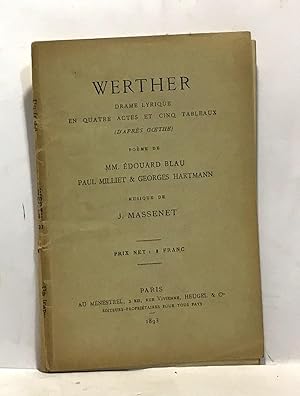 WERTHER
DRAME LYRIQUE
EN QUATRE ACTES ET CINQ TABLEAUX
(D'APRÈS GŒTHE)
POÈME DE
MM. ÉDOUARD BLAU
PAUL MILLIET & GEORGES HARTMANN
MUSIQUE DE
J. MASSENET
PRIX NET : 1 FRANC
PARIS
AU MENESTREL, 2 bis, RUE VIVIENNE, HEUGEL & Cie
ÉDITEURS-PROPRIÉTAIRES POUR TOUS PAYS
1893